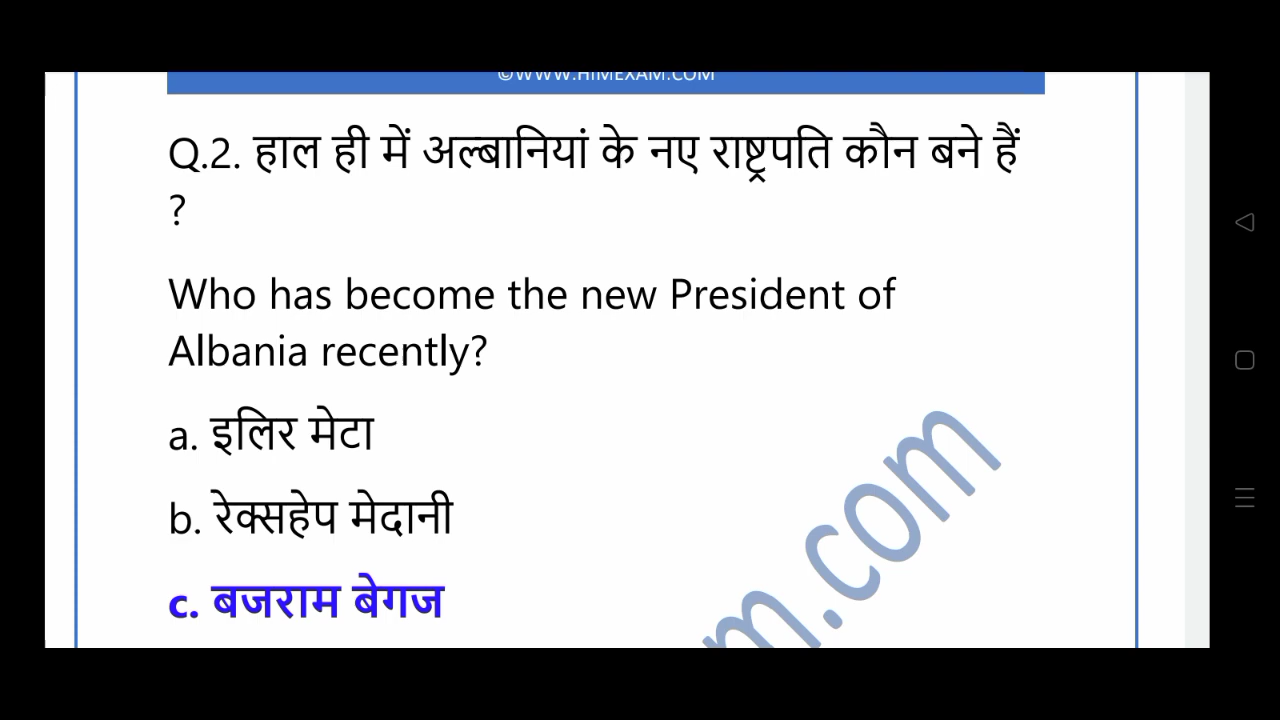 ©WWW.HIMEXAM.COM
Q.2. हाल ही में अल्बानियां के नए राष्ट्रपति कौन बने हैं
?
Who has become the new President of
Albania recently?
a. इलिर मेटा
b. रेक्सहेप मेदानी
c. बजराम बेगज
m.com